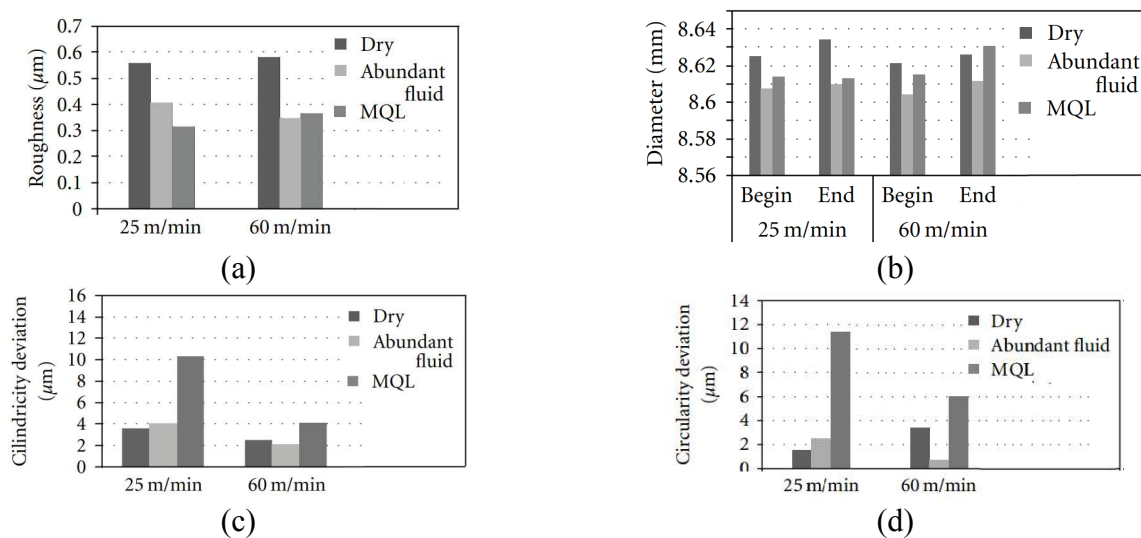 0.7
0.6
0.5
0.4
0.3
0.2
0.1
0
Roughness (µm)
Dry
Abundant
fluid
MQL
25 m/min 60 m/min
(a)
8.64
8.62
8.6
8.58
8.56
Diameter (mm)
Dry
Abundant
fluid
MQL
Begin End Begin End
25 m/min 60 m/min
(b)
16
14
12
10
8
6
4
2
0
Cilindricity deviation
(µm)
Dry
Abundant
fluid
MQL
25 m/min 60 m/min
(c)
14
12
10
8
6
4
2
0
Circularity deviation
(µm)
Dry
Abundant fluid
MQL
25 m/min 60 m/min
(d)